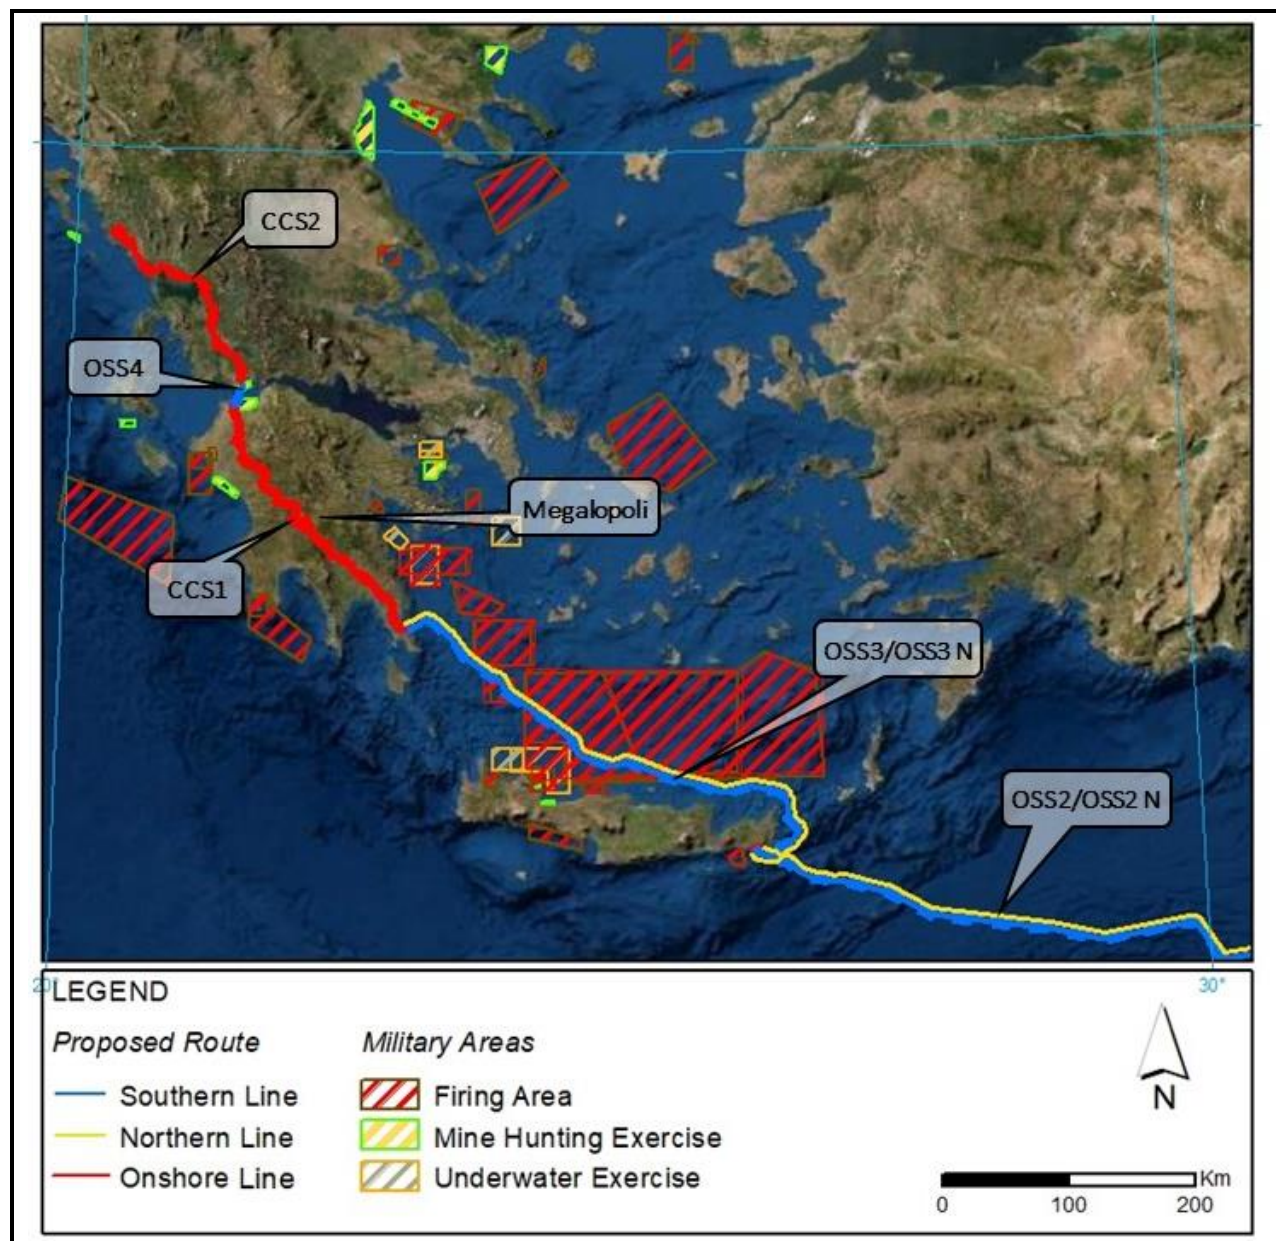 CCS2
OSS4
Megalopoli
CCS1
OSS3/OSS3 N
OSS2/OSS2 N
20°
30°
LEGEND
Proposed Route
Military Areas
Southern Line
Firing Area
Northern Line
Mine Hunting Exercise
Onshore Line
Underwater Exercise
N
Km
0
100
200